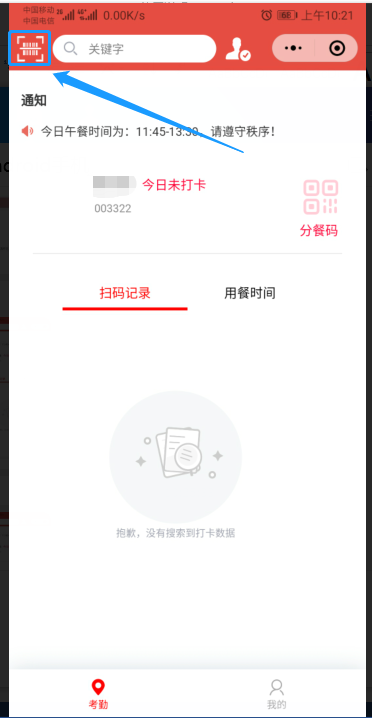 中国移动 36 46 0.00K/s 68 上午10:21
中国电信
关键字
通知
今日午餐时间为：11:45-13:30，请遵守秩序！
今日未打卡
003322
分餐码
扫码记录 用餐时间
抱歉，没有搜索到打卡数据
考勤 我的